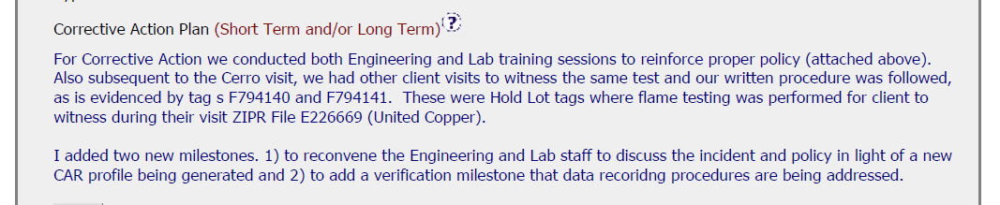 Corrective Action Plan (Short Term and/or Long Term) ?
For Corrective Action we conducted both Engineering and Lab training sessions to reinforce proper policy (attached above).
Also subsequent to the Cerro visit, we had other client visits to witness the same test and our written procedure was followed,
as is evidenced by tag s F794140 and F794141.  These were Hold Lot tags where flame testing was performed for client to
witness during their visit ZIPR File E226669 (United Copper).
I added two new milestones. 1) to reconvene the Engineering and Lab staff to discuss the incident and policy in light of a new
CAR profile being generated and 2) to add a verification milestone that data recoridng procedures are being addressed.